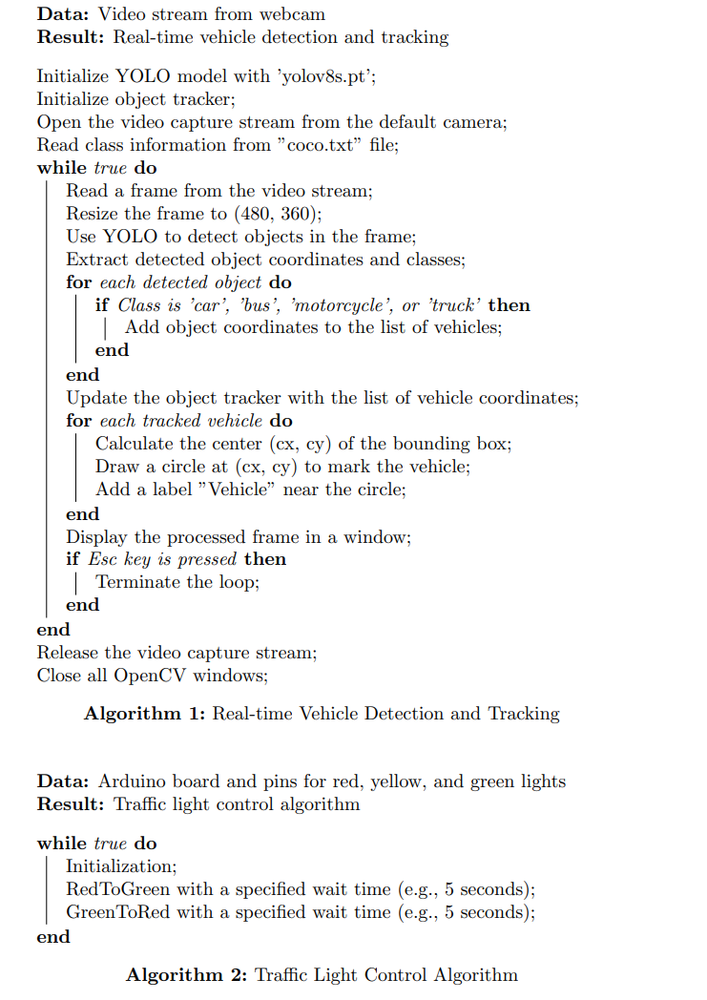 Data: Video stream from webcam
Result: Real-time vehicle detection and tracking
Initialize YOLO model with ’yolov8s.pt’;
Initialize object tracker;
Open the video capture stream from the default camera;
Read class information from ”coco.txt” file;
while true do
Read a frame from the video stream;
Resize the frame to (480, 360);
Use YOLO to detect objects in the frame;
Extract detected object coordinates and classes;
for each detected object do
if Class is ’car’, ’bus’, ’motorcycle’, or ’truck’ then
Add object coordinates to the list of vehicles;
end
end
Update the object tracker with the list of vehicle coordinates;
for each tracked vehicle do
Calculate the center (cx, cy) of the bounding box;
Draw a circle at (cx, cy) to mark the vehicle;
Add a label ”Vehicle” near the circle;
end
Display the processed frame in a window;
if Esc key is pressed then
Terminate the loop;
end
end
Release the video capture stream;
Close all OpenCV windows;
Algorithm 1: Real-time Vehicle Detection and Tracking
Data: Arduino board and pins for red, yellow, and green lights
Result: Traffic light control algorithm
while true do
Initialization;
RedToGreen with a specified wait time (e.g., 5 seconds);
GreenToRed with a specified wait time (e.g., 5 seconds);
end
Algorithm 2: Traffic Light Control Algorithm